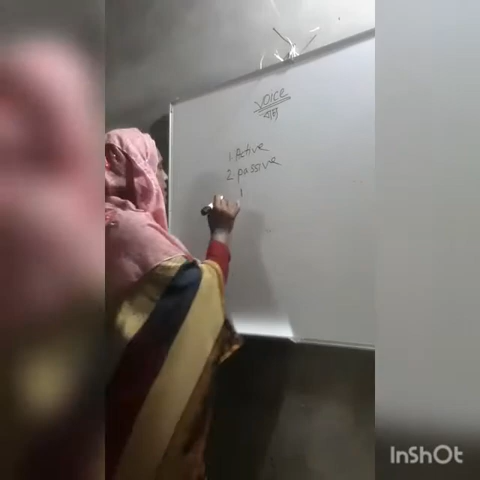 VOICE
বাচ্য
1. Active
2. passive
InShOt